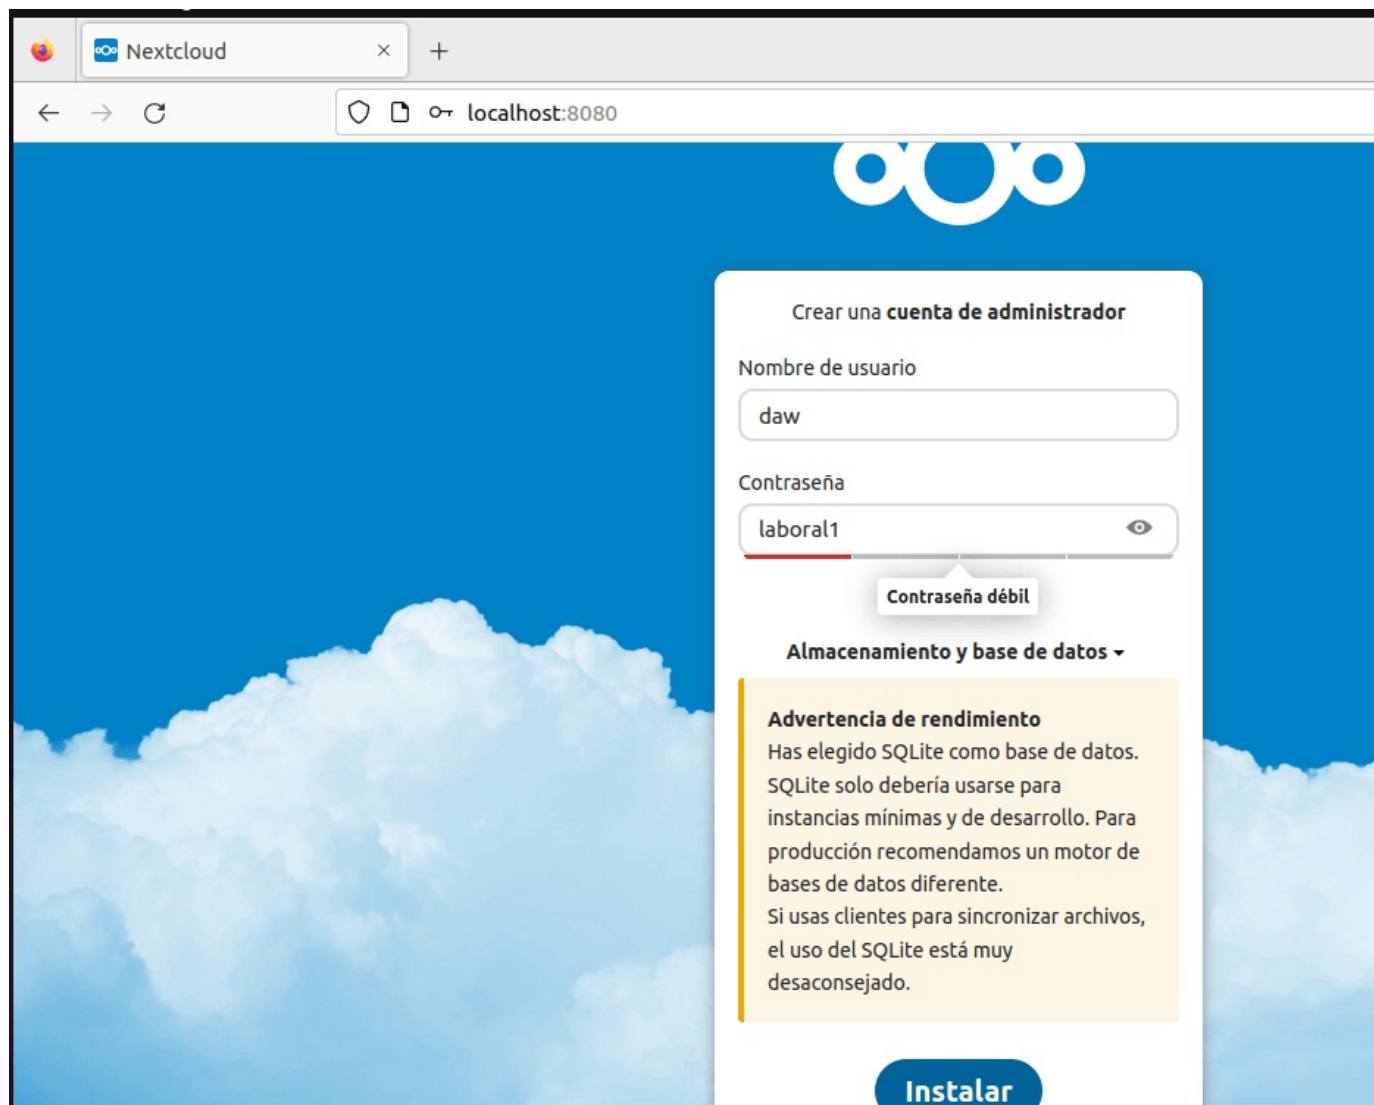 Nextcloud
localhost:8080
Crear una cuenta de administrador
Nombre de usuario
daw
Contraseña
laboral1
Contraseña débil
Almacenamiento y base de datos
Advertencia de rendimiento
Has elegido SQLite como base de datos.
SQLite solo debería usarse para
instancias mínimas y de desarrollo. Para
producción recomendamos un motor de
bases de datos diferente.
Si usas clientes para sincronizar archivos,
el uso del SQLite está muy
desaconsejado.
Instalar